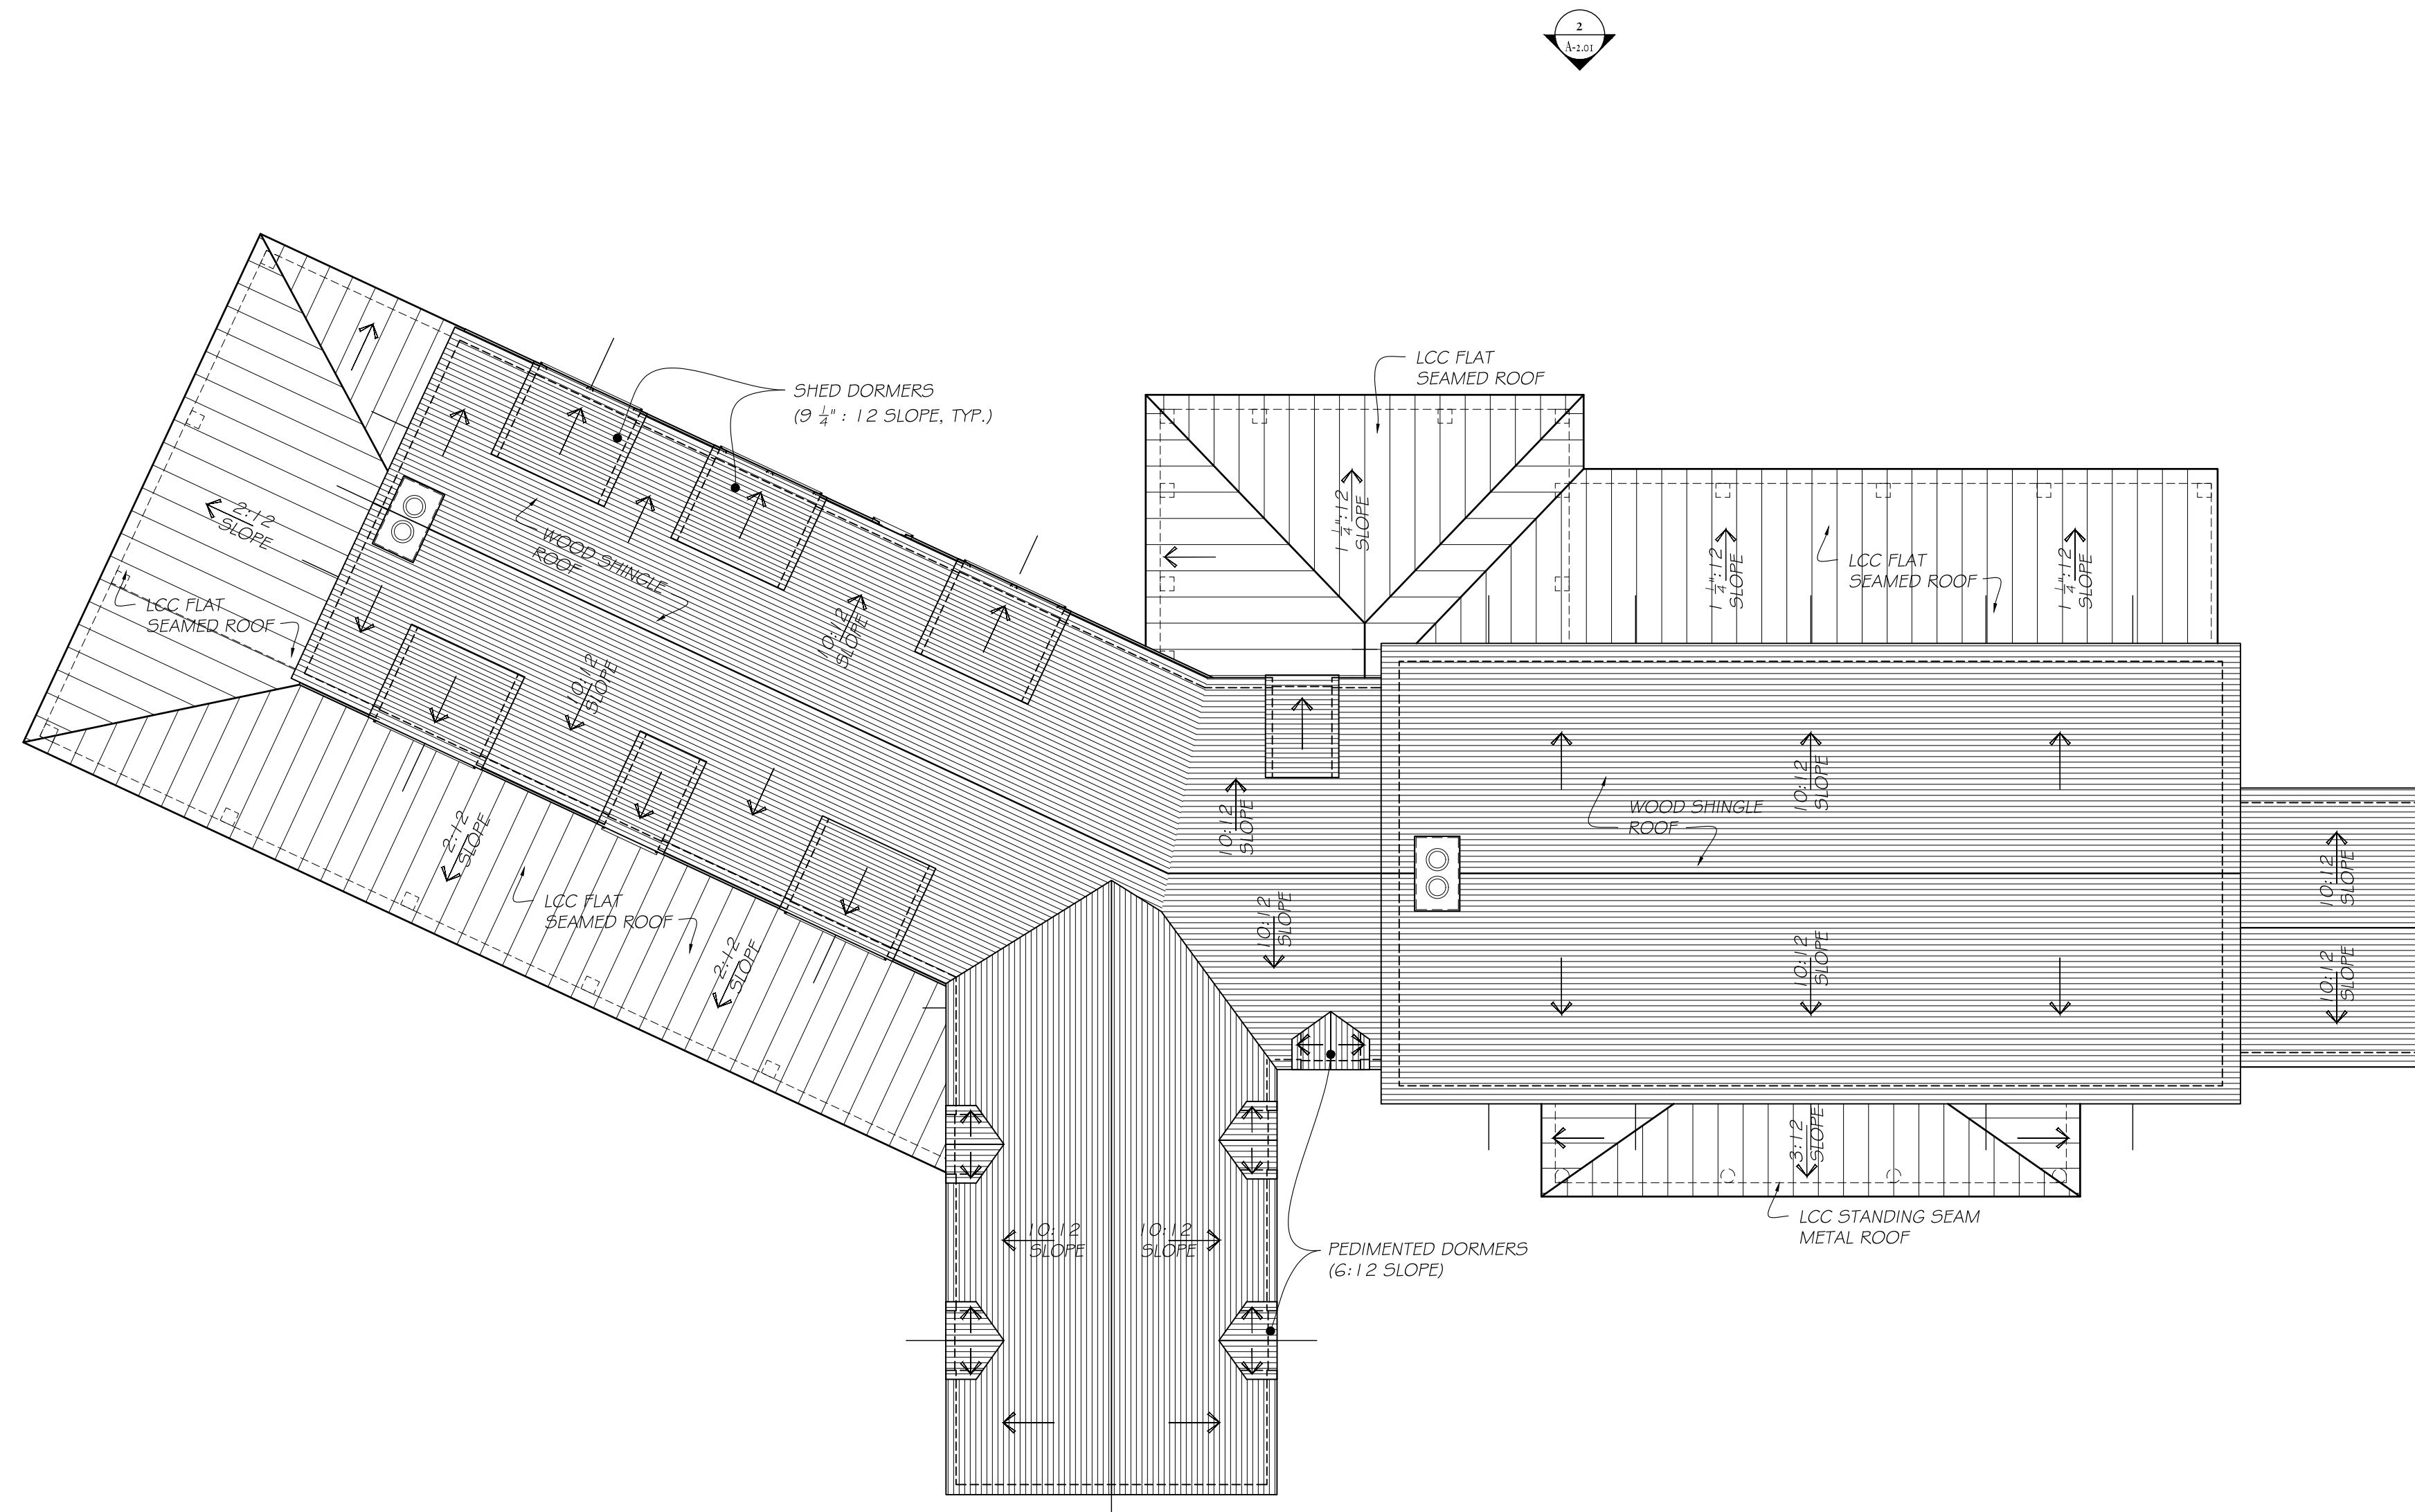 2
A-2.01
LCC FLAT
SEAMED ROOF
SHED DORMERS
(9 1/4" : 12 SLOPE, TYP.)
1 1/4":12
SLOPE
2:12
SLOPE
WOOD SHINGLE
ROOF
1 1/4":12
SLOPE
LCC FLAT
SEAMED ROOF
1 1/4":12
SLOPE
LCC FLAT
SEAMED ROOF
10:12
SLOPE
10:12
SLOPE
10:12
SLOPE
10:12
SLOPE
WOOD SHINGLE
ROOF
2:12
SLOPE
10:12
SLOPE
LCC FLAT
SEAMED ROOF
10:12
SLOPE
2:12
SLOPE
10:12
SLOPE
10:12
SLOPE
3:12
SLOPE
10:12
SLOPE
10:12
SLOPE
LCC STANDING SEAM
METAL ROOF
PEDIMENTED DORMERS
(6:12 SLOPE)